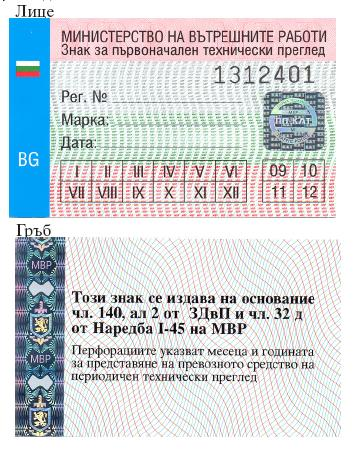 Лице
МИНИСТЕРСТВО НА ВЪТРЕШНИТЕ РАБОТИ
Знак за първоначален технически преглед
1312401
Рег. №
Марка:
ПП.КАТ
Дата:
BG
I II III IV V VI 09 10
VII VIII IX X XI XII 11 12
Гръб
МВР
Този знак се издава на основание
чл. 140, ал 2 от ЗДвП и чл. 32 д
от Наредба I-45 на МВР
Перфорациите указват месеца и годината
за представяне на превозното средство на
периодичен технически преглед
МВР
МВР